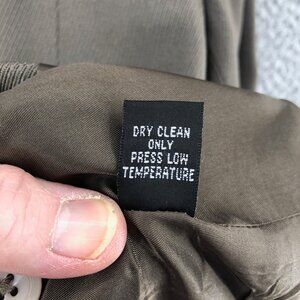 DRY CLEAN
ONLY
PRESS LOW
TEMPERATURE